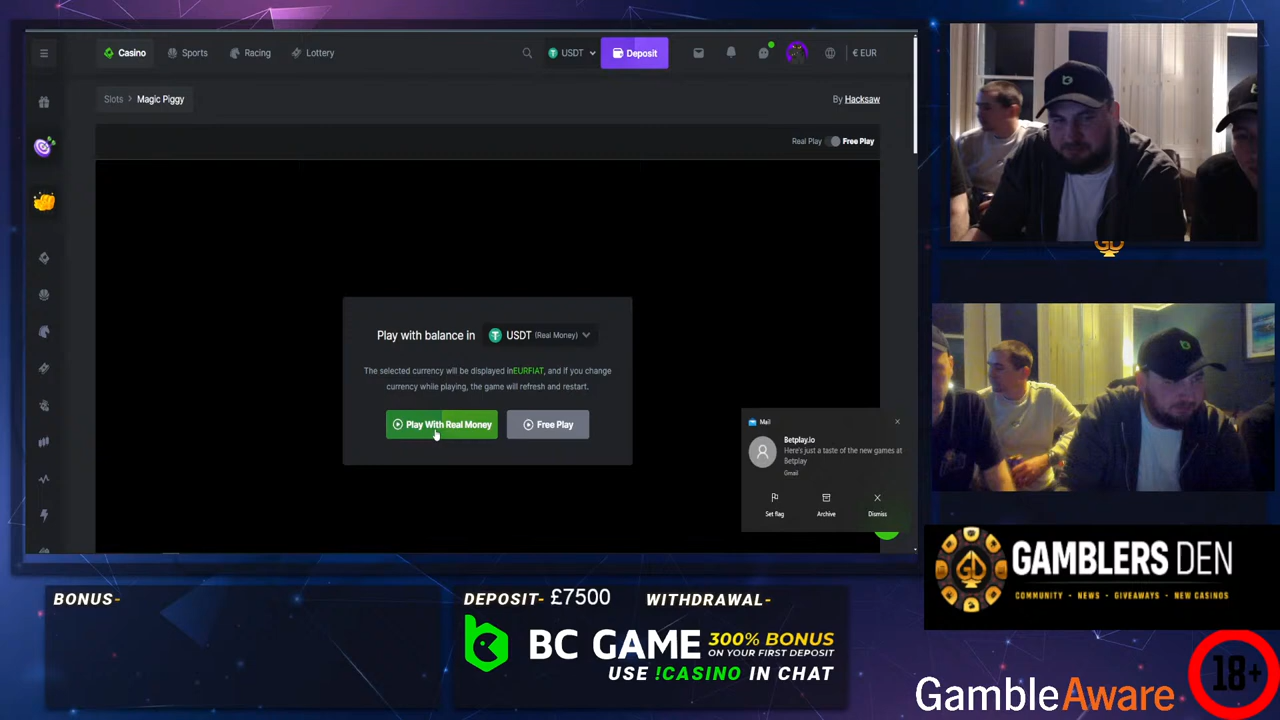 Casino
Sports
Racing
Lottery
USDT
Deposit
€ EUR
Slots > Magic Piggy
By Hacksaw
Real Play
Free Play
Play with balance in USDT (Real Money)
The selected currency will be displayed inEURFIAT, and if you change
currency while playing, the game will refresh and restart.
Play With Real Money
Free Play
Mail
Betplay.io
Here's just a taste of the new games at
Betplay
Gmail
Set flag
Archive
Dismiss
BONUS-
DEPOSIT- £7500
WITHDRAWAL-
BC GAME
300% BONUS
ON YOUR FIRST DEPOSIT
USE !CASINO IN CHAT
GD
GD
GAMBLERS DEN
COMMUNITY - NEWS - GIVEAWAYS - NEW CASINOS
GambleAware
18+